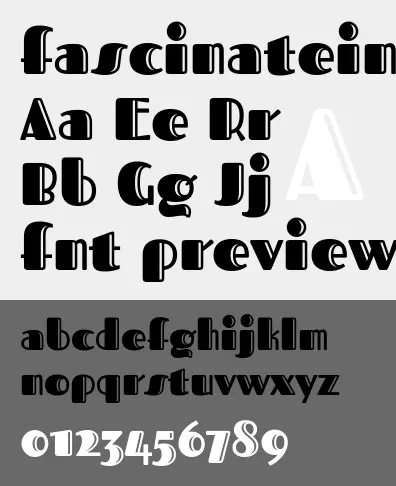 fascinatein
Aa Ee Rr
Bb Gg Jj
A
fnt preview
abcdefghijklm
nopqrstuvwxyz
0123456789